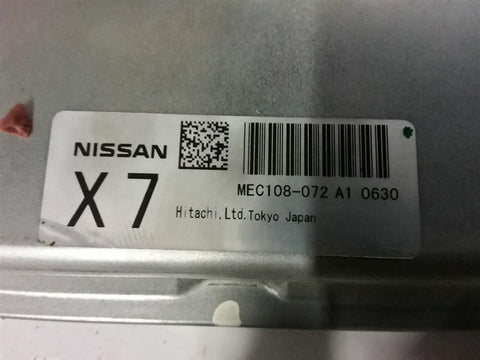 NISSAN
X7
MEC108-072 A1 0630
Hitachi,Ltd.Tokyo Japan